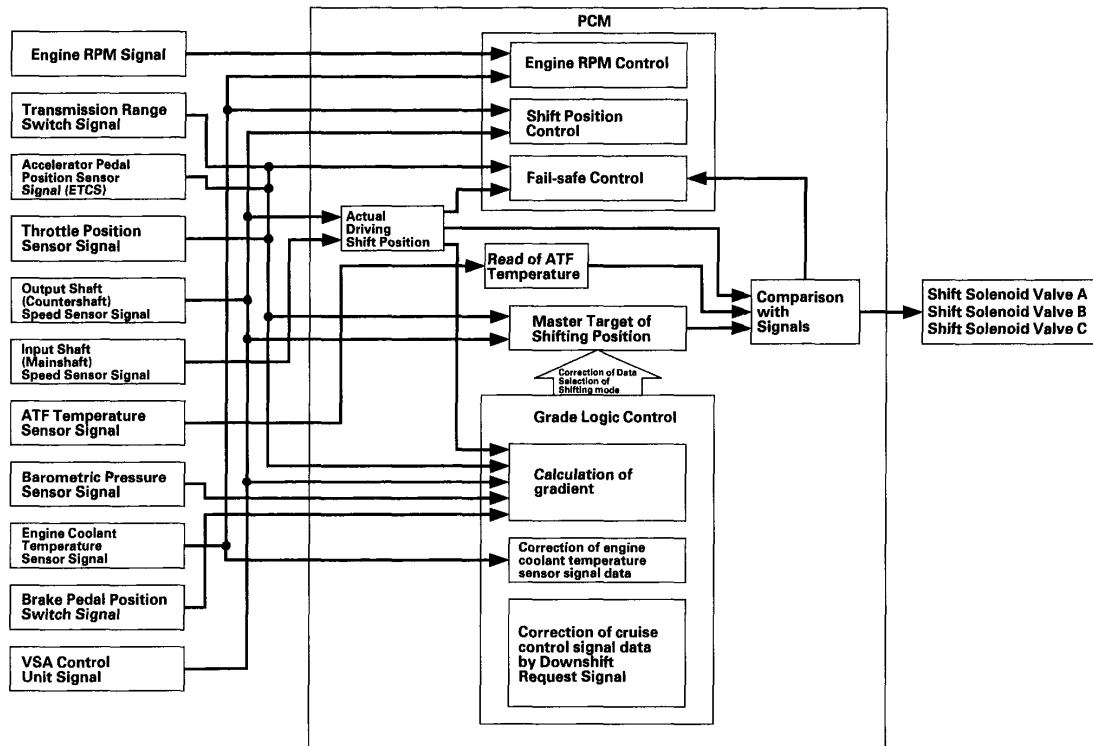 PCM
Engine RPM Signal
Transmission Range
Switch Signal
Accelerator Pedal
Position Sensor
Signal (ETCS)
Throttle Position
Sensor Signal
Output Shaft
(Countershaft)
Speed Sensor Signal
Input Shaft
(Mainshaft)
Speed Sensor Signal
ATF Temperature
Sensor Signal
Barometric Pressure
Sensor Signal
Engine Coolant
Temperature
Sensor Signal
Brake Pedal Position
Switch Signal
VSA Control
Unit Signal
Engine RPM Control
Shift Position
Control
Fail-safe Control
Actual
Driving
Shift Position
Read of ATF
Temperature
Master Target of
Shifting Position
Correction of Data
Selection of
Shifting mode
Grade Logic Control
Calculation of
gradient
Correction of engine
coolant temperature
sensor signal data
Correction of cruise
control signal data
by Downshift
Request Signal
Comparison
with
Signals
Shift Solenoid Valve A
Shift Solenoid Valve B
Shift Solenoid Valve C